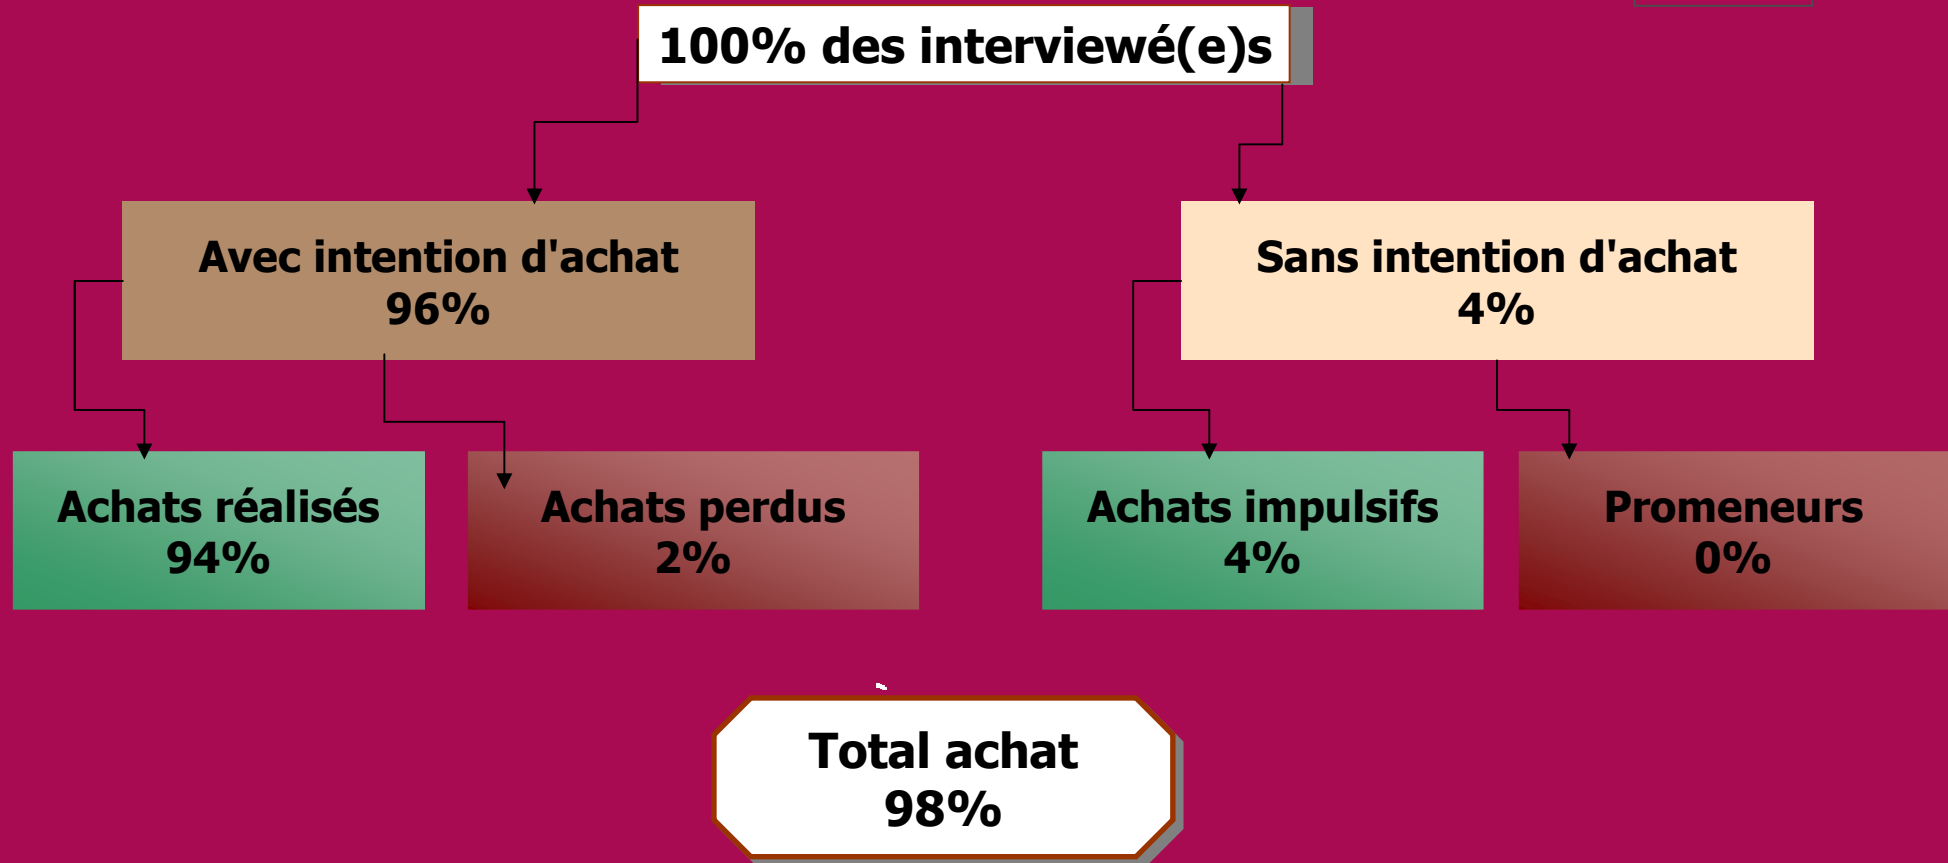 100% des interviewé(e)s
Avec intention d'achat
96%
Sans intention d'achat
4%
Achats réalisés
94%
Achats perdus
2%
Achats impulsifs
4%
Promeneurs
0%
Total achat
98%